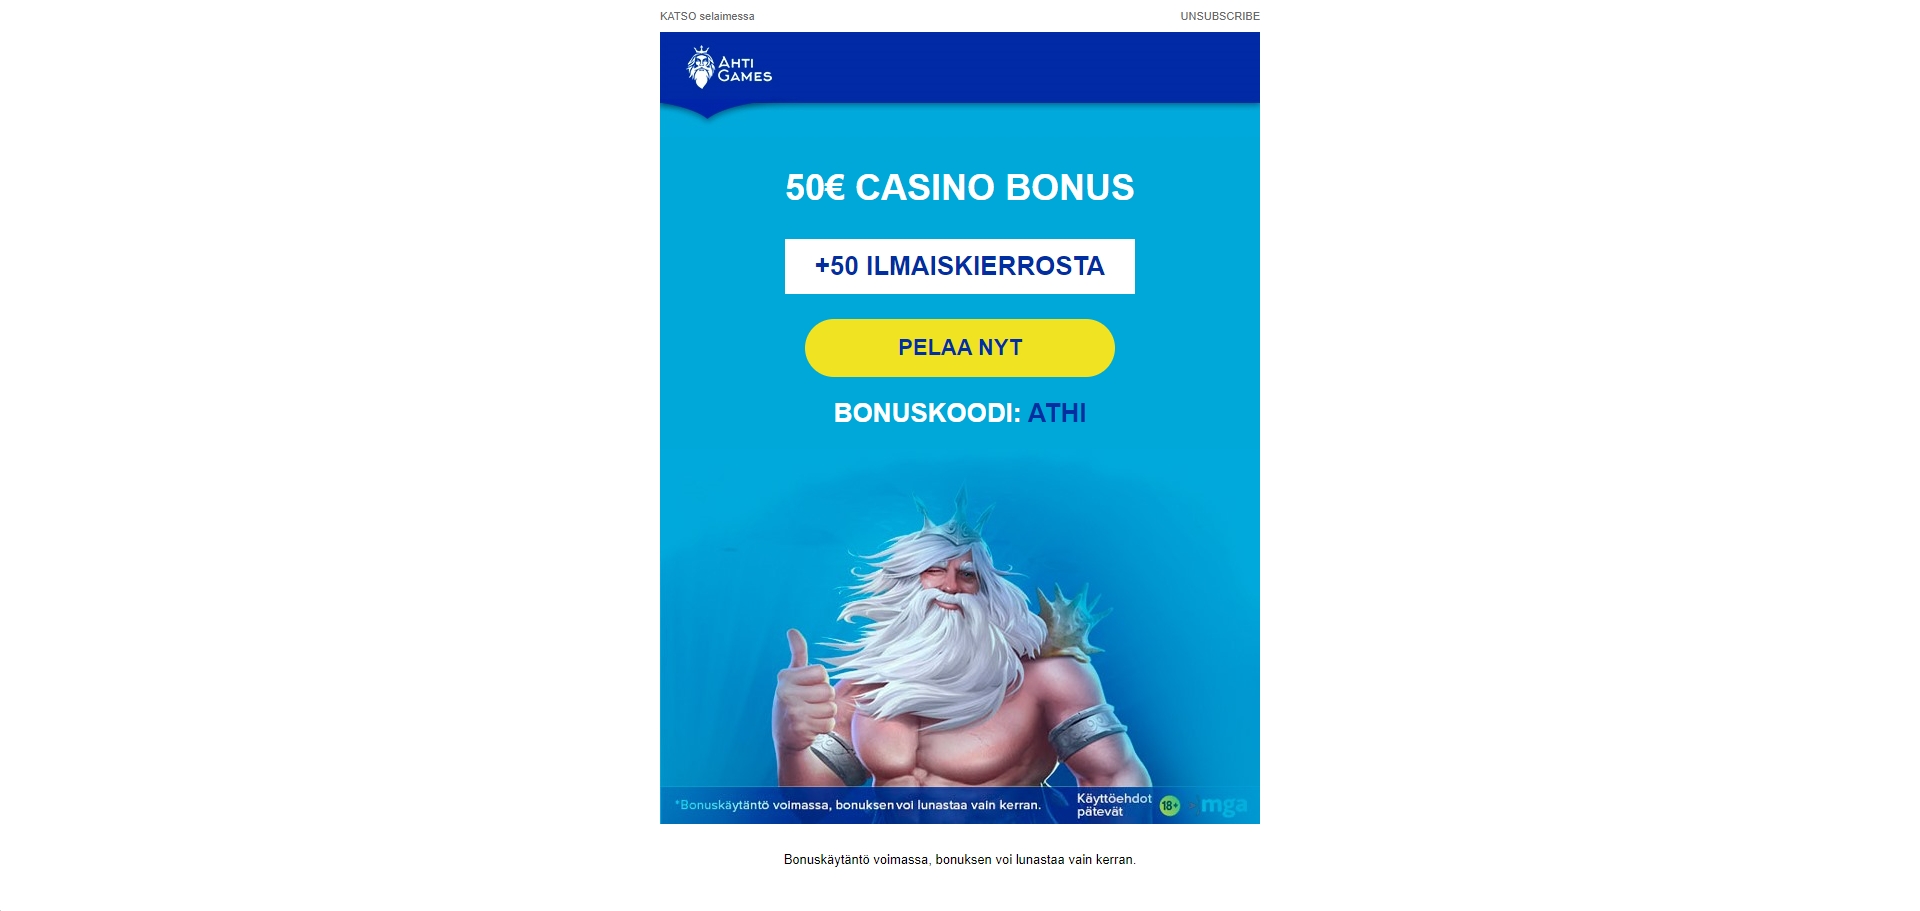 KATSO selaimessa
UNSUBSCRIBE
AHTI
GAMES
50€ CASINO BONUS
+50 ILMAISKIERROSTA
PELAA NYT
BONUSKOODI: ATHI
*Bonuskäytäntö voimassa, bonuksen voi lunastaa vain kerran.
Käyttöehdot
pätevät
18+
mga
Bonuskäytäntö voimassa, bonuksen voi lunastaa vain kerran.